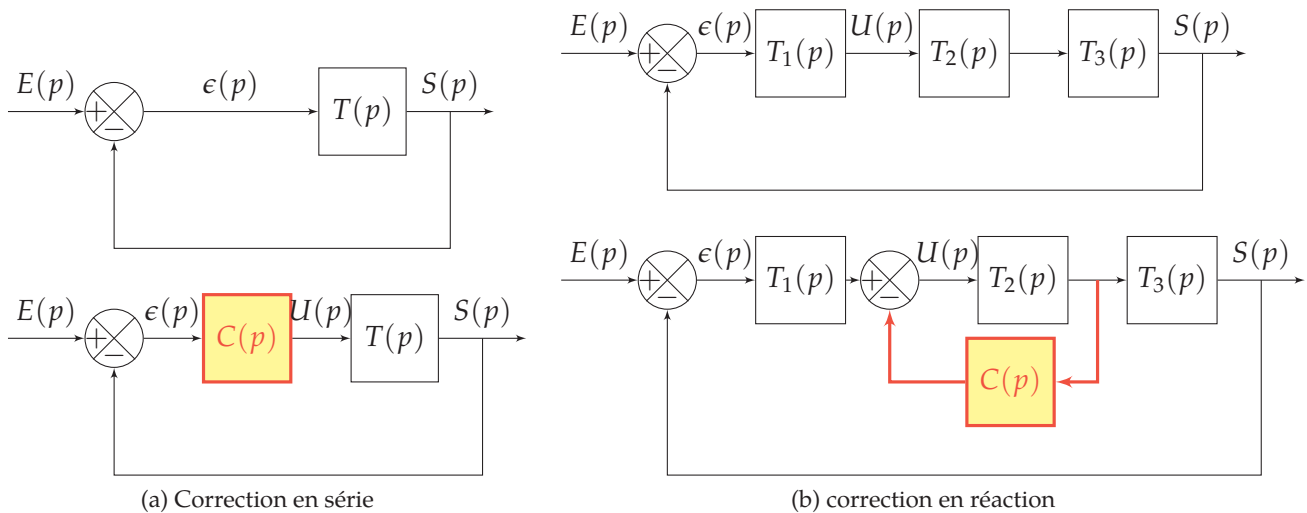 E(p) + − ϵ(p) T(p) S(p)
E(p) + − ϵ(p) C(p) U(p) T(p) S(p)
(a) Correction en série
E(p) + − ϵ(p) T₁(p) U(p) T₂(p) T₃(p) S(p)
E(p) + − ϵ(p) T₁(p) + − U(p) T₂(p) T₃(p) S(p)
C(p)
(b) correction en réaction